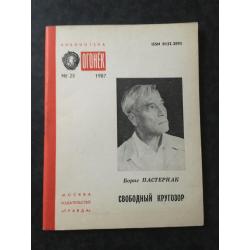 БИБЛИОТЕКА
ОГОНЁК
№ 25 1987
ISSN 0132-2095
Борис ПАСТЕРНАК
СВОБОДНЫЙ КРУГОЗОР
МОСКВА
ИЗДАТЕЛЬСТВО
«ПРАВДА»